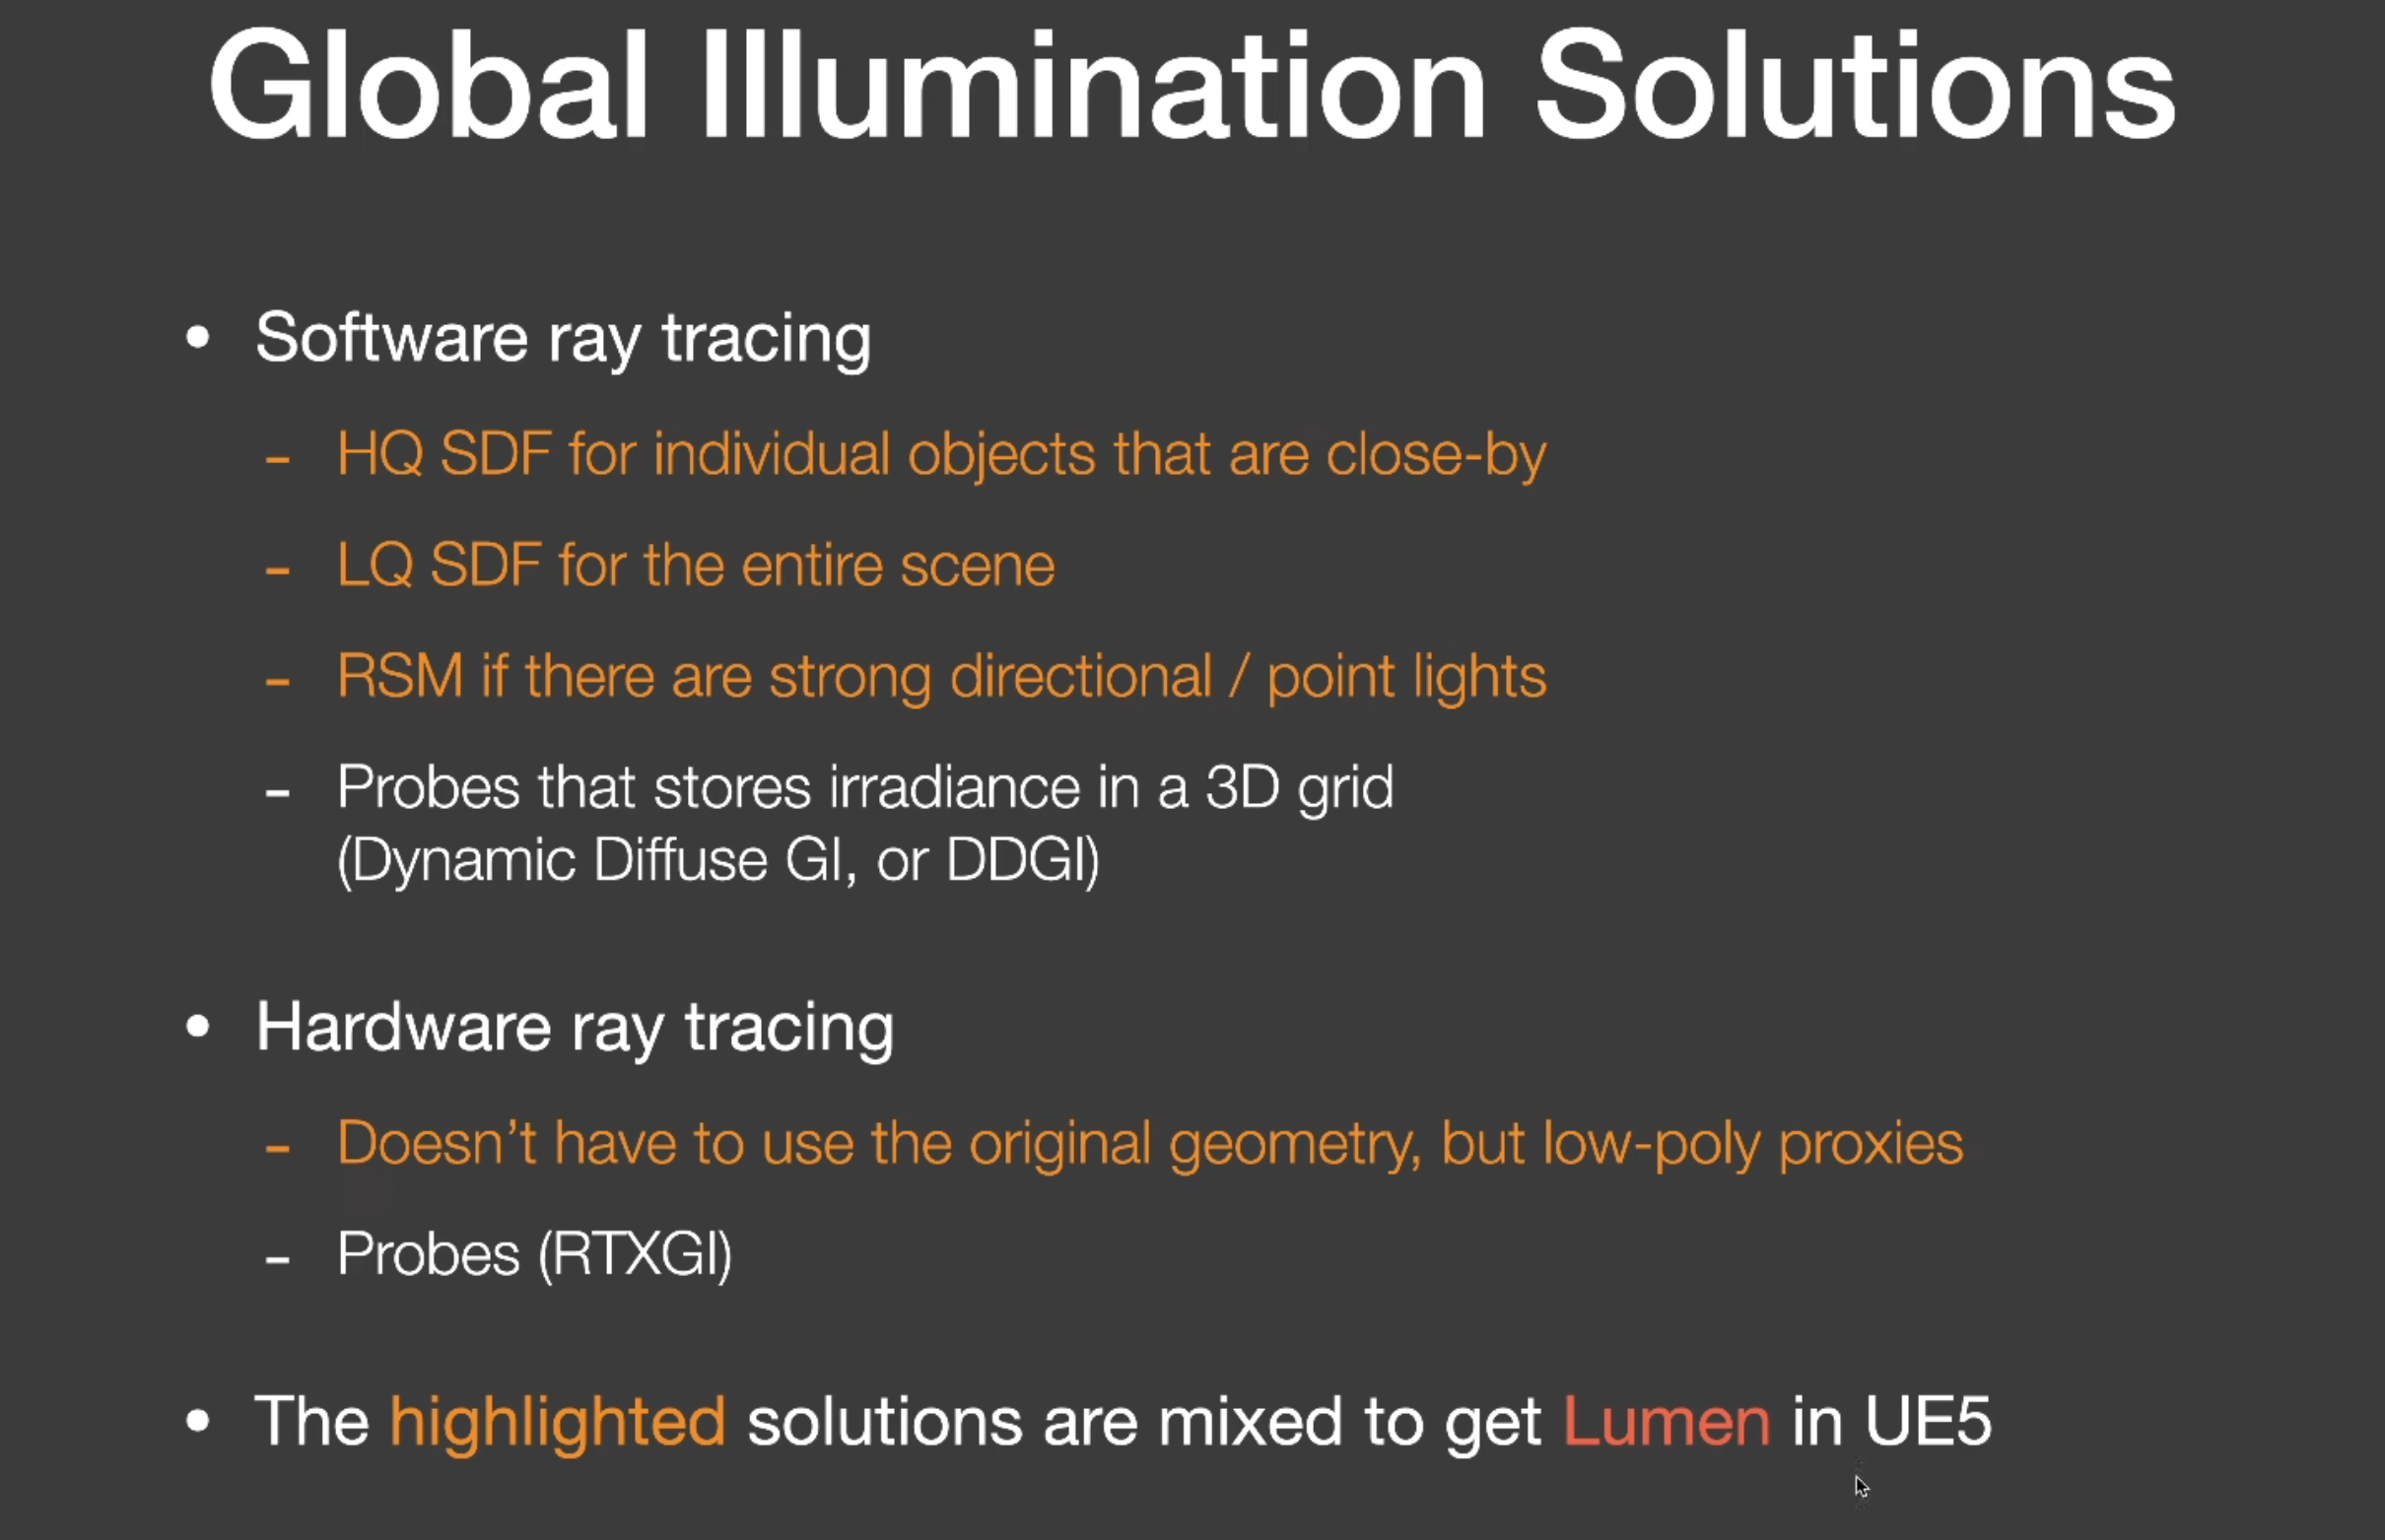 Global Illumination Solutions
• Software ray tracing
- HQ SDF for individual objects that are close-by
- LQ SDF for the entire scene
- RSM if there are strong directional / point lights
- Probes that stores irradiance in a 3D grid
(Dynamic Diffuse GI, or DDGI)
• Hardware ray tracing
- Doesn’t have to use the original geometry, but low-poly proxies
- Probes (RTXGI)
• The highlighted solutions are mixed to get Lumen in UE5